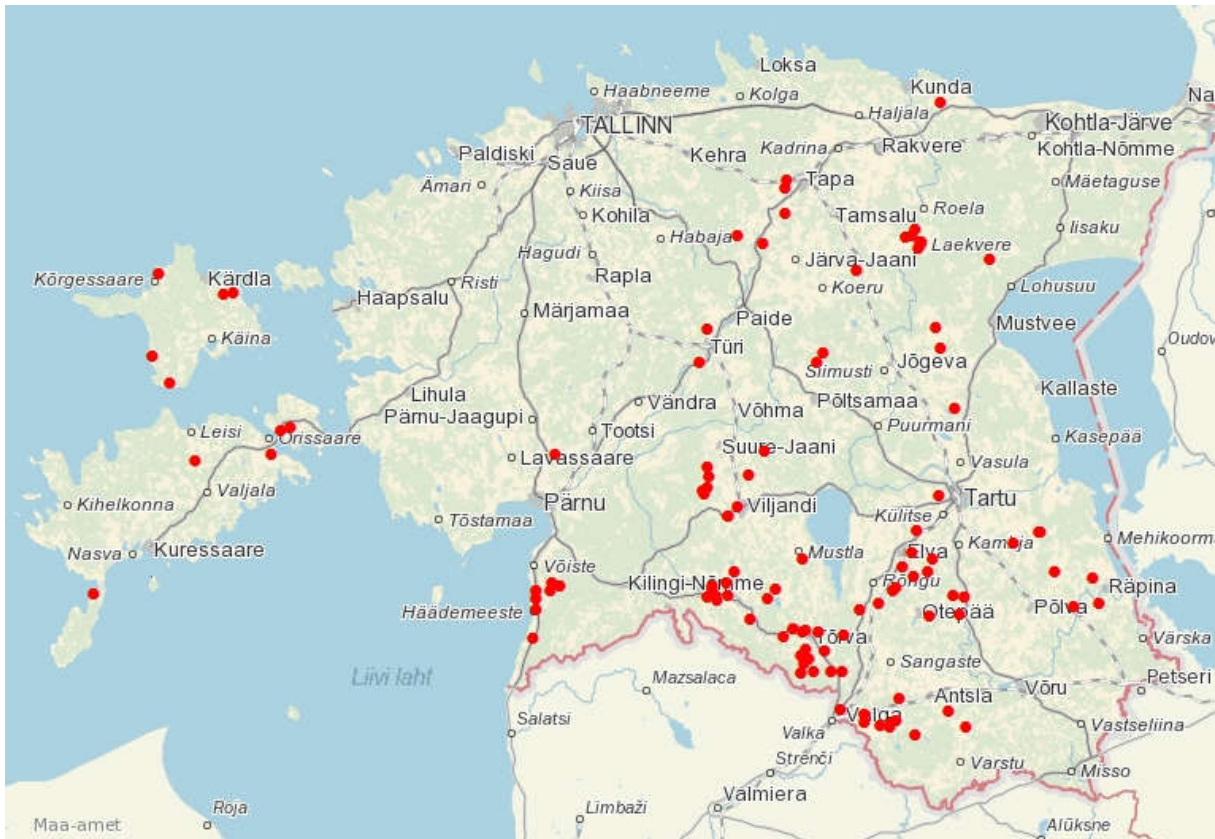 Loksa
Haabneeme
Kolga
Kunda
Na
Haljala
TALLINN
Kohtla-Järve
Paldiski
Saue
Kehra
Kadrina
Rakvere
Kohtla-Nõmme
Ämari
Kiisa
Tapa
Mäetaguse
Kohila
Tamsalu
Roela
Iisaku
Habaja
Hagudi
Laekvere
Järva-Jaani
Rapla
Kõrgessaare
Kärdla
Risti
Koeru
Lohusuu
Haapsalu
Märjamaa
Paide
Mustvee
Käina
Türi
Oudov
Siimusti
Jõgeva
Kallaste
Lihula
Vändra
Võhma
Põltsamaa
Pärnu-Jaagupi
Leisi
Orissaare
Tootsi
Puurmani
Kasepää
Suure-Jaani
Lavassaare
Vasula
Valjala
Kihelkonna
Pärnu
Viljandi
Tartu
Tõstamaa
Külitse
Nasva
Kuressaare
Kambja
Mehikoorma
Mustla
Elva
Võiste
Kilingi-Nõmme
Rõngu
Räpina
Häädemeeste
Otepää
Põlva
Tõrva
Värska
Sangaste
Liivi laht
Mazsalaca
Antsla
Võru
Petseri
Salatsi
Valga
Valka
Vastseliina
Strenči
Varstu
Misso
Roja
Limbaži
Valmiera
Maa-amet
Alūksne